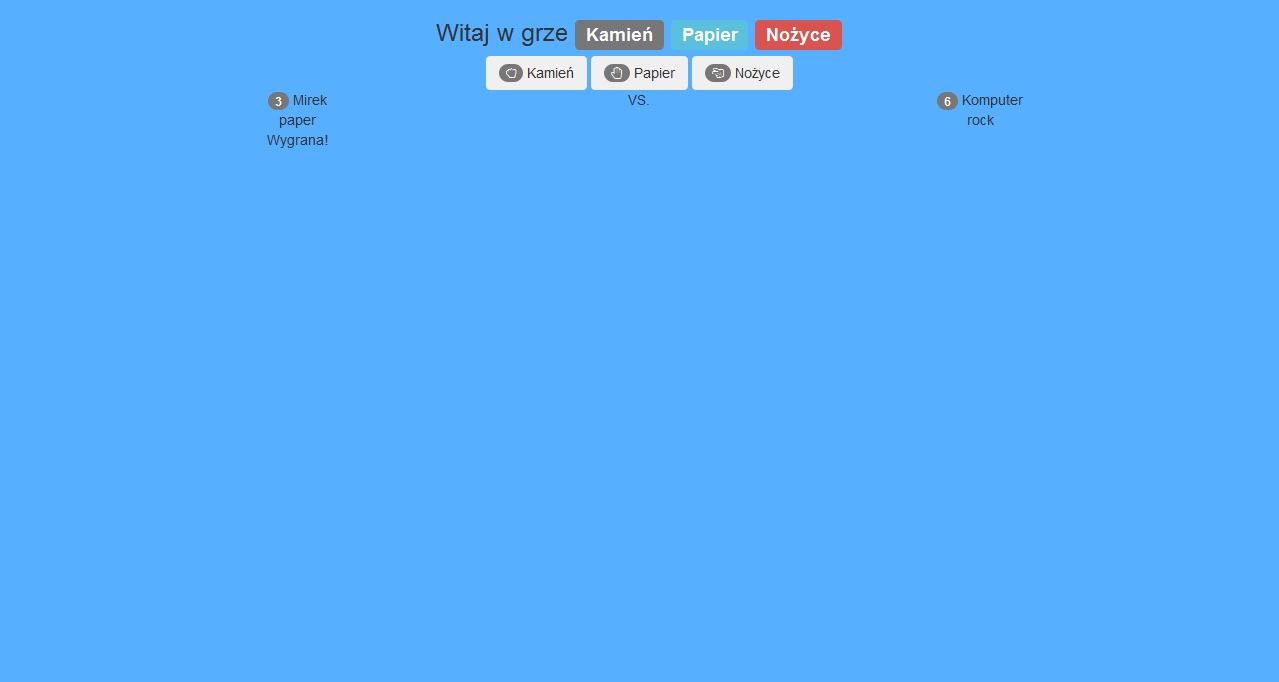 Witaj w grze Kamień Papier Nożyce
Kamień Papier Nożyce
3 Mirek
paper
Wygrana!
VS.
6 Komputer
rock